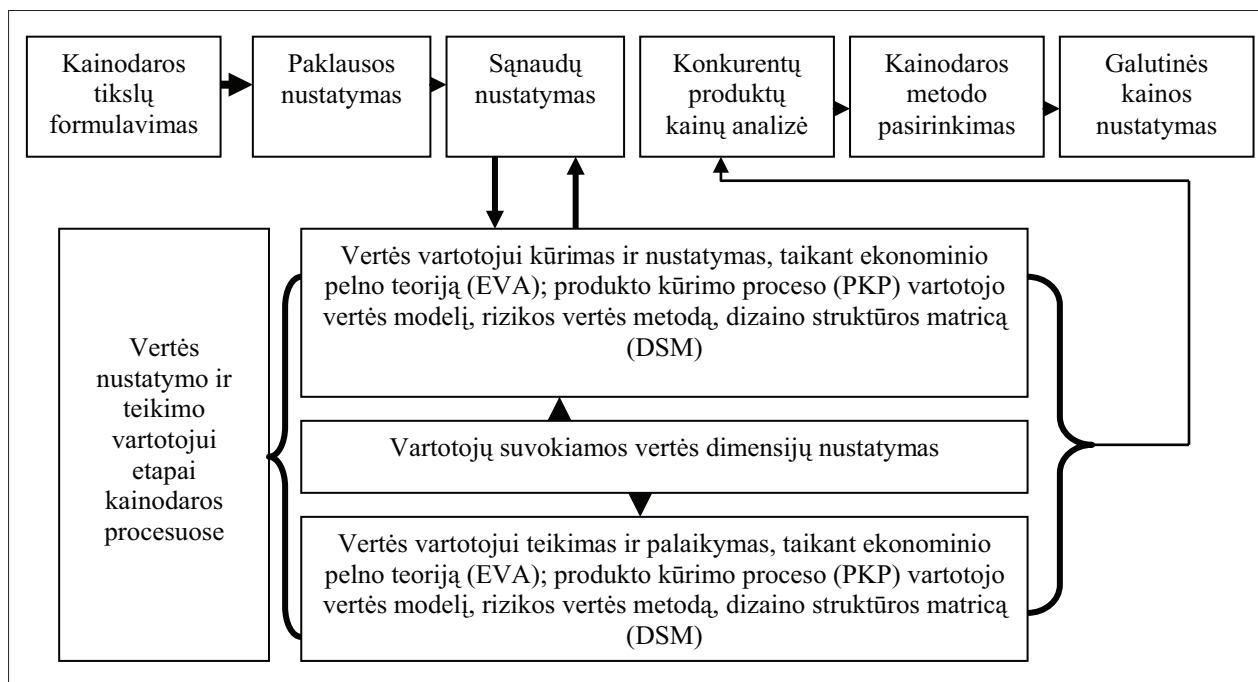 Kainodaros
tikslų
formulavimas
Paklausos
nustatymas
Sąnaudų
nustatymas
Konkurentų
produktų
kainų analizė
Kainodaros
metodo
pasirinkimas
Galutinės
kainos
nustatymas
Vertės
nustatymo ir
teikimo
vartotojui
etapai
kainodaros
procesuose
Vertės vartotojui kūrimas ir nustatymas, taikant ekonominio
pelno teoriją (EVA); produkto kūrimo proceso (PKP) vartotojo
vertės modelį, rizikos vertės metodą, dizaino struktūros matricą
(DSM)
Vartotojų suvokiamos vertės dimensijų nustatymas
Vertės vartotojui teikimas ir palaikymas, taikant ekonominio
pelno teoriją (EVA); produkto kūrimo proceso (PKP) vartotojo
vertės modelį, rizikos vertės metodą, dizaino struktūros matricą
(DSM)